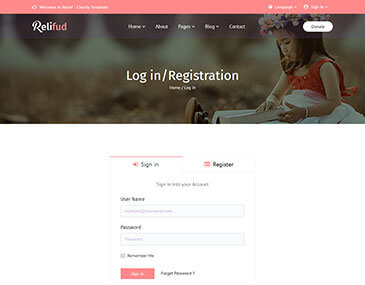 Welcome to Relief - Charity Template
Language Sign In
Relifud
Home About Pages Blog Contact Donate
Log in/Registration
Home / Log in
Sign in Register
Sign in into your Account
User Name
example@yourname.com
Password
Password
Remember Me
Sign in Forgot Password ?